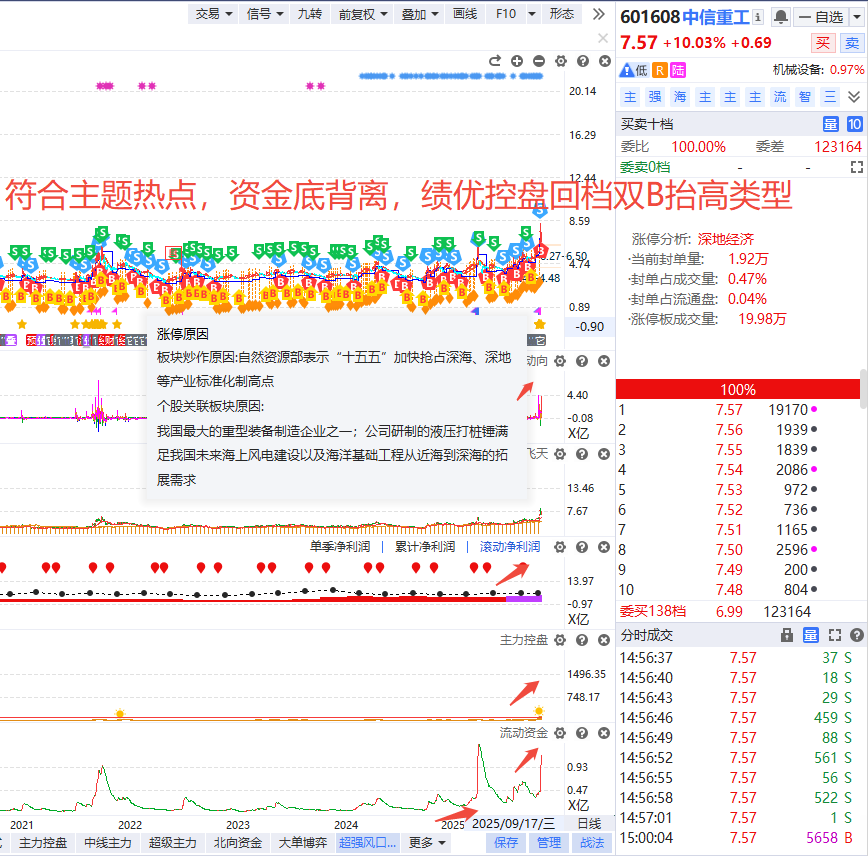 交易 信号 九转 前复权 叠加 画线 F10 形态
601608 中信重工 自选
7.57 +10.03% +0.69 买 卖
低 R 陆 机械设备: 0.97%
主 强 海 主 主 主 流 智 三
买卖十档 量 10
委比 100.00% 委差 123164
委卖0档 - -
20.14
16.29
12.44
符合主题热点，资金底背离，绩优控盘回档双B抬高类型
8.59
4.74
0.89
-0.90
涨停分析: 深地经济
·当前封单量: 1.92万
·封单占成交量: 0.47%
·封单占流通盘: 0.04%
·涨停板成交量: 19.98万
涨停原因
板块炒作原因:自然资源部表示“十五五”加快抢占深海、深地
等产业标准化制高点
个股关联板块原因:
我国最大的重型装备制造企业之一；公司研制的液压打桩锤满
足我国未来海上风电建设以及海洋基础工程从近海到深海的拓
展需求
动向
4.40
-0.08
X亿
飞天
13.46
7.67
单季净利润 | 累计净利润 | 滚动净利润
13.97
-0.97
X亿
主力控盘
1496.35
748.17
流动资金
0.93
0.47
X亿
2021 2022 2023 2024 2025 2025/09/17/三 日线
主力控盘 中线主力 超级主力 北向资金 大单博弈 超强风口... 更多 保存 管理 战法
100%
1 7.57 19170
2 7.56 1939
3 7.55 1839
4 7.54 2086
5 7.53 972
6 7.52 736
7 7.51 1165
8 7.50 2596
9 7.49 200
10 7.48 804
委买138档 6.99 123164
分时成交 量
14:56:37 7.57 37 S
14:56:40 7.57 18 S
14:56:43 7.57 29 S
14:56:46 7.57 459 S
14:56:49 7.57 88 S
14:56:52 7.57 561 S
14:56:55 7.57 56 S
14:56:58 7.57 522 S
14:57:01 7.57 1 S
15:00:04 7.57 5658 B